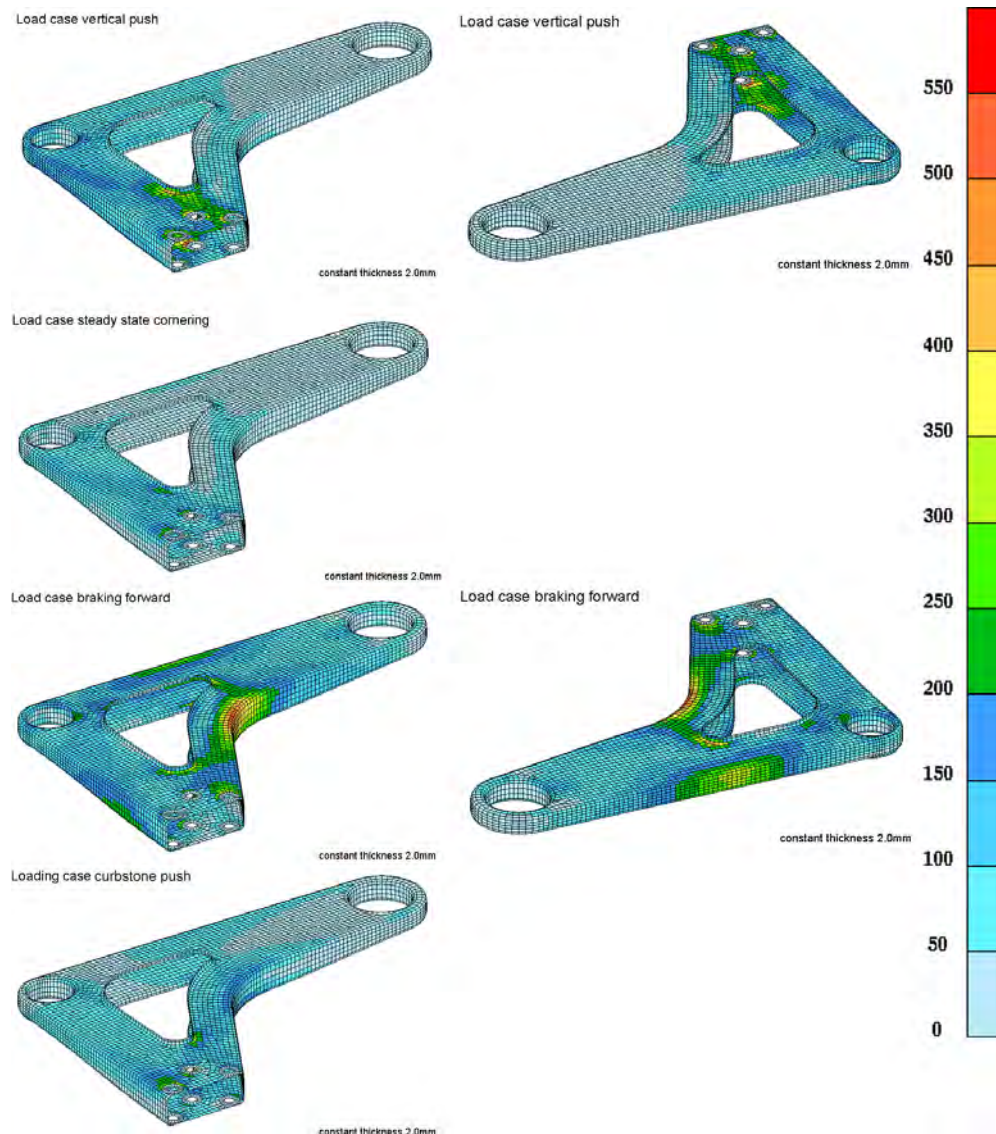 Load case vertical push
Load case vertical push
constant thickness 2.0mm
constant thickness 2.0mm
Load case steady state cornering
constant thickness 2.0mm
Load case braking forward
Load case braking forward
constant thickness 2.0mm
constant thickness 2.0mm
Loading case curbstone push
constant thickness 2.0mm
550
500
450
400
350
300
250
200
150
100
50
0